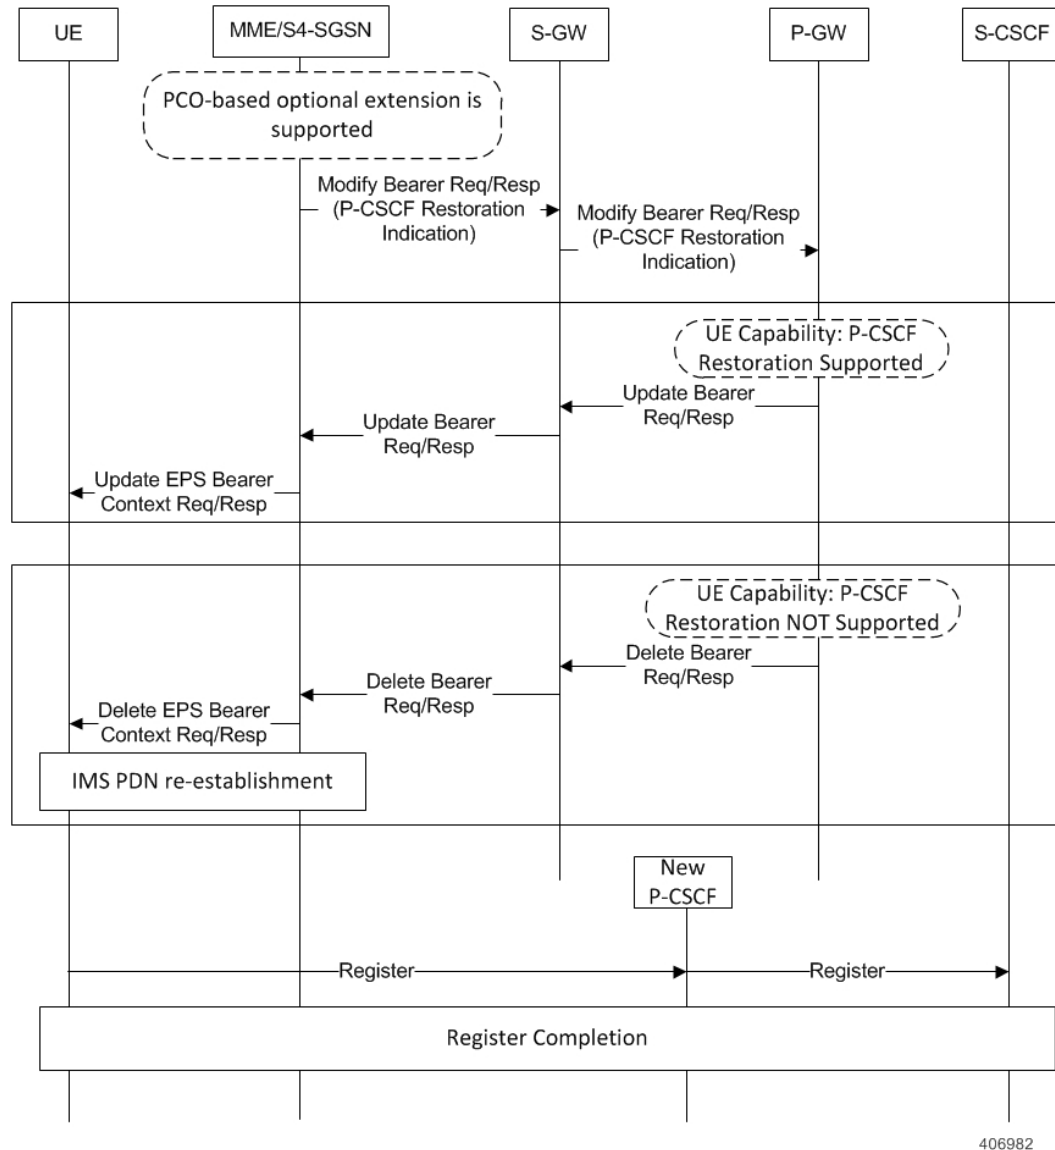 UE
MME/S4-SGSN
S-GW
P-GW
S-CSCF
PCO-based optional extension is
supported
Modify Bearer Req/Resp
(P-CSCF Restoration
Indication)
Modify Bearer Req/Resp
(P-CSCF Restoration
Indication)
UE Capability: P-CSCF
Restoration Supported
Update Bearer
Req/Resp
Update Bearer
Req/Resp
Update EPS Bearer
Context Req/Resp
UE Capability: P-CSCF
Restoration NOT Supported
Delete Bearer
Req/Resp
Delete Bearer
Req/Resp
Delete EPS Bearer
Context Req/Resp
IMS PDN re-establishment
New
P-CSCF
Register
Register
Register Completion
406982